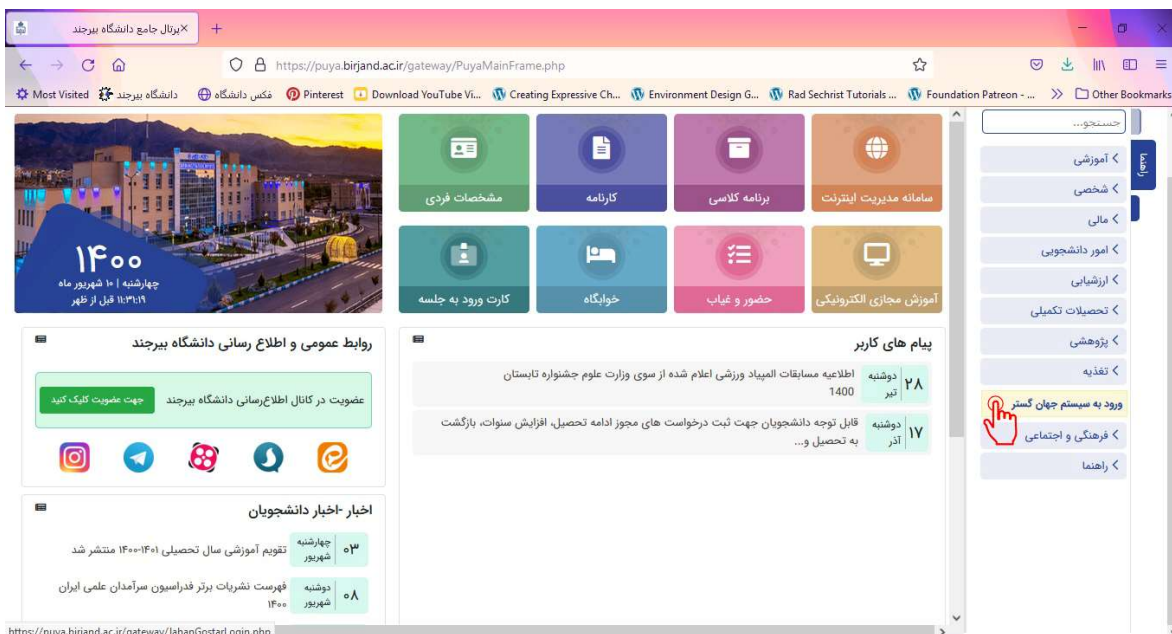 پرتال جامع دانشگاه بیرجند
https://puya.birjand.ac.ir/gateway/PuyaMainFrame.php
Most Visited
دانشگاه بیرجند
فکس دانشگاه
Pinterest
Download YouTube Vi...
Creating Expressive Ch...
Environment Design G...
Rad Sechrist Tutorials ...
Foundation Patreon - ...
Other Bookmarks
جستجو...
راهنما
آموزشی
شخصی
مالی
امور دانشجویی
ارزشیابی
تحصیلات تکمیلی
پژوهشی
تغذیه
ورود به سیستم جهان گستر
فرهنگی و اجتماعی
راهنما
سامانه مدیریت اینترنت
برنامه کلاسی
کارنامه
مشخصات فردی
آموزش مجازی الکترونیکی
حضور و غیاب
خوابگاه
کارت ورود به جلسه
۱۴۰۰
چهارشنبه | ۱۰ شهریور ماه
۱۱:۳۱:۱۹ قبل از ظهر
پیام های کاربر
۲۸ دوشنبه تیر
اطلاعیه مسابقات المپیاد ورزشی اعلام شده از سوی وزارت علوم جشنواره تابستان
1400
۱۷ دوشنبه آذر
قابل توجه دانشجویان جهت ثبت درخواست های مجوز ادامه تحصیل، افزایش سنوات، بازگشت
به تحصیل و...
روابط عمومی و اطلاع رسانی دانشگاه بیرجند
عضویت در کانال اطلاع‌رسانی دانشگاه بیرجند
جهت عضویت کلیک کنید
اخبار -اخبار دانشجویان
۰۳ چهارشنبه شهریور
تقویم آموزشی سال تحصیلی ۱۴۰۱-۱۴۰۰ منتشر شد
۰۸ دوشنبه شهریور
فهرست نشریات برتر فدراسیون سرآمدان علمی ایران
۱۴۰۰
https://puya.birjand.ac.ir/gateway/JahanGostarLogin.php